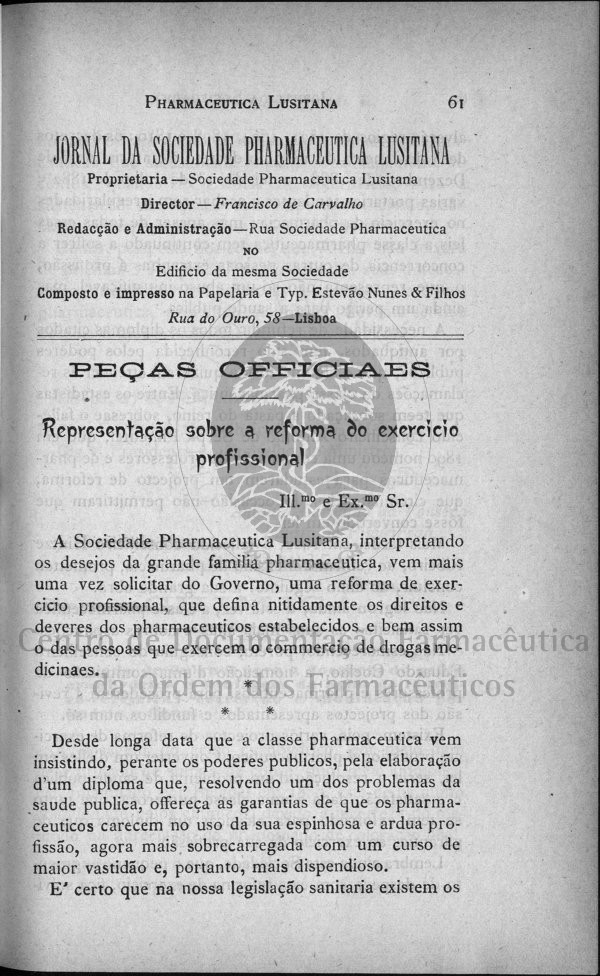 PHARMACEUTICA LUSITANA 61
JORNAL DA SOCIEDADE PHARMACEUTICA LUSITANA
Proprietaria — Sociedade Pharmaceutica Lusitana
Director — Francisco de Carvalho
Redacção e Administração — Rua Sociedade Pharmaceutica
NO
Edificio da mesma Sociedade
Composto e impresso na Papelaria e Typ. Estevão Nunes & Filhos
Rua do Ouro, 58—Lisboa
PEÇAS OFFICIAES
Representação sobre a reforma do exercicio
profissional
Ill.mo e Ex.mo Sr.
A Sociedade Pharmaceutica Lusitana, interpretando
os desejos da grande familia pharmaceutica, vem mais
uma vez solicitar do Governo, uma reforma de exer-
cicio profissional, que defina nitidamente os direitos e
deveres dos pharmaceuticos estabelecidos e bem assim
Centro de Documentação Farmacêutica
o das pessoas que exercem o commercio de drogas me-
dicinaes.
da Ordem dos Farmacêuticos
*
* *
Desde longa data que a classe pharmaceutica vem
insistindo, perante os poderes publicos, pela elaboração
d'um diploma que, resolvendo um dos problemas da
saude publica, offereça as garantias de que os pharma-
ceuticos carecem no uso da sua espinhosa e ardua pro-
fissão, agora mais sobrecarregada com um curso de
maior vastidão e, portanto, mais dispendioso.
E' certo que na nossa legislação sanitaria existem os